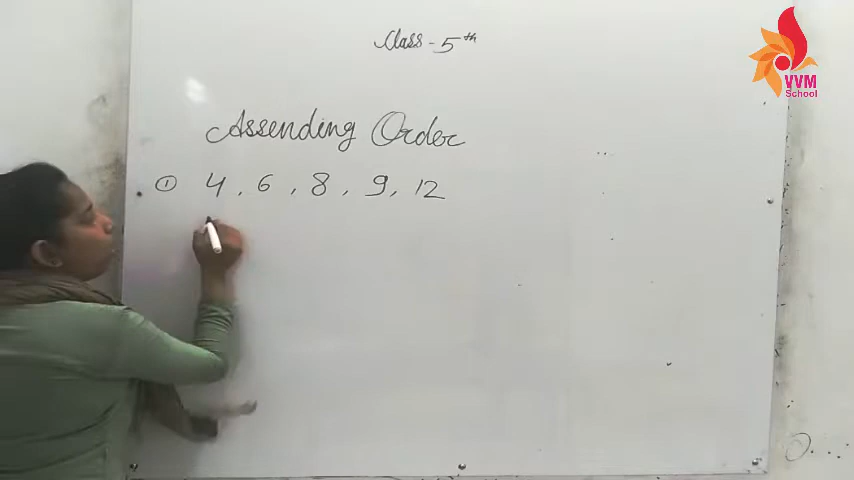 Class - 5th
VVM
School
Assending Order
① 4, 6, 8, 9, 12